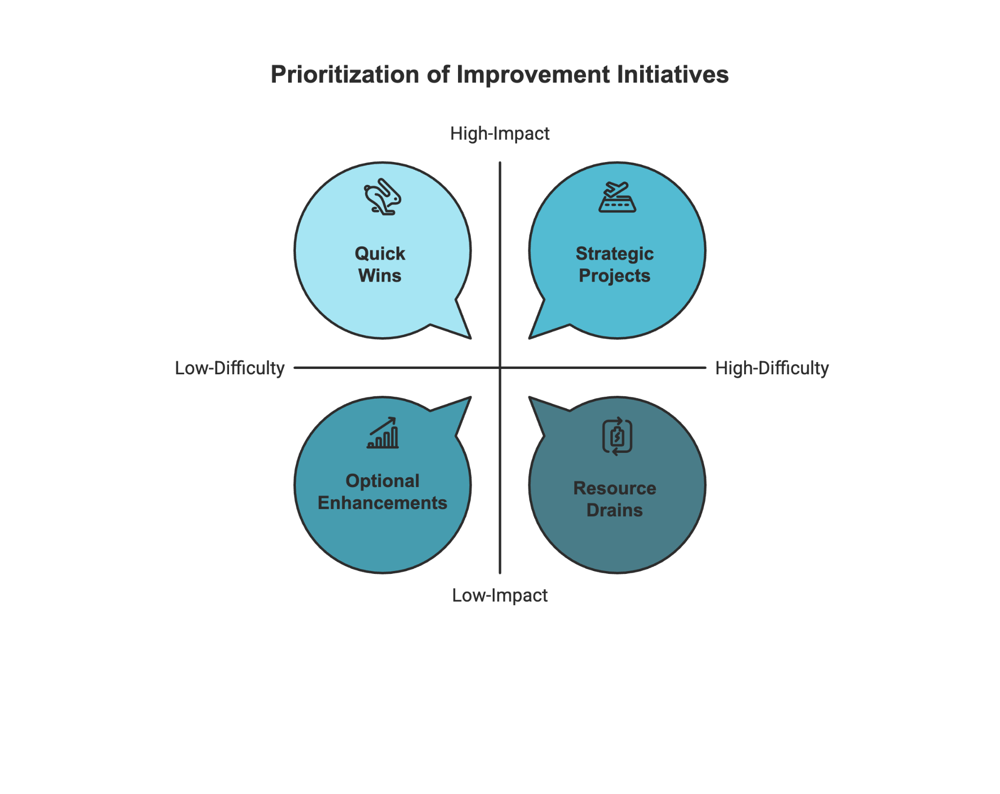 Prioritization of Improvement Initiatives
High-Impact
Quick
Wins
Strategic
Projects
Low-Difficulty
High-Difficulty
Optional
Enhancements
Resource
Drains
Low-Impact